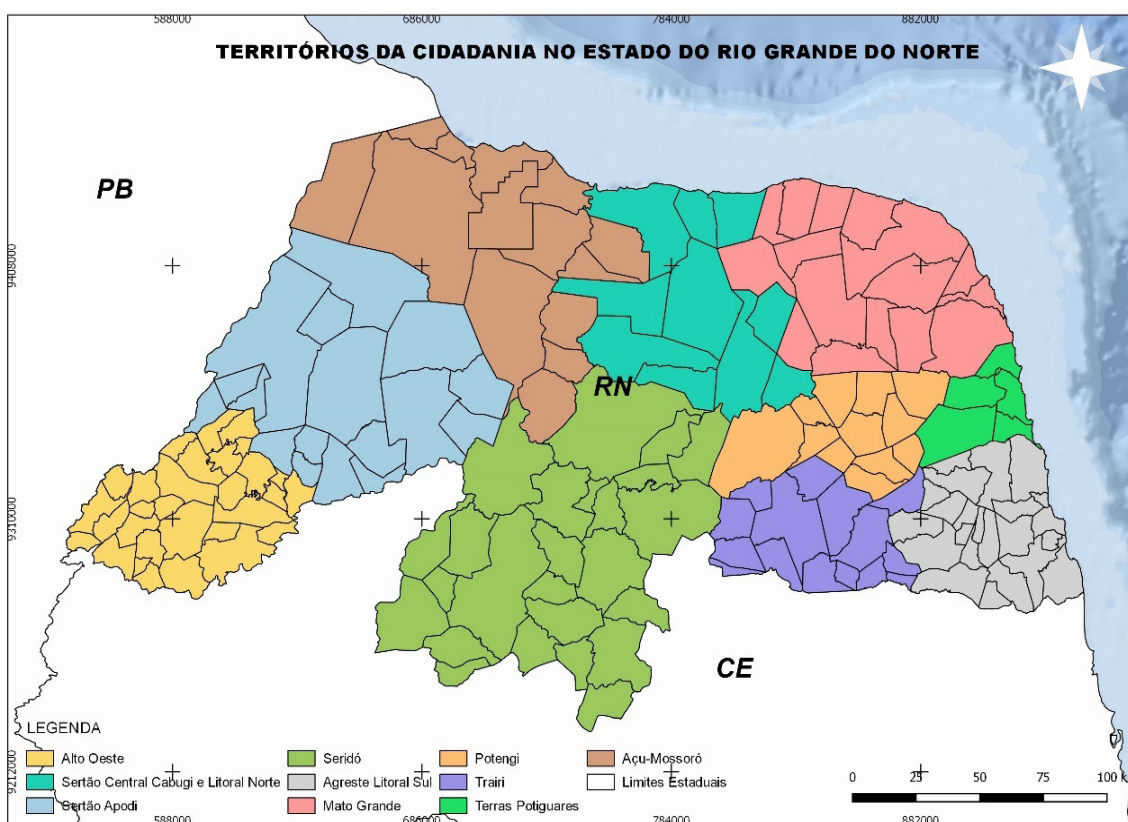 588000 686000 784000 882000
TERRITÓRIOS DA CIDADANIA NO ESTADO DO RIO GRANDE DO NORTE
PB
9408000
RN
9310000
CE
LEGENDA
Alto Oeste
Sertão Central Cabugi e Litoral Norte
Sertão Apodi
Seridó
Agreste Litoral Sul
Mato Grande
Potengi
Trairi
Terras Potiguares
Açu-Mossoró
Limites Estaduais
0 25 50 75 100 k
9212000
588000 686000 784000 882000